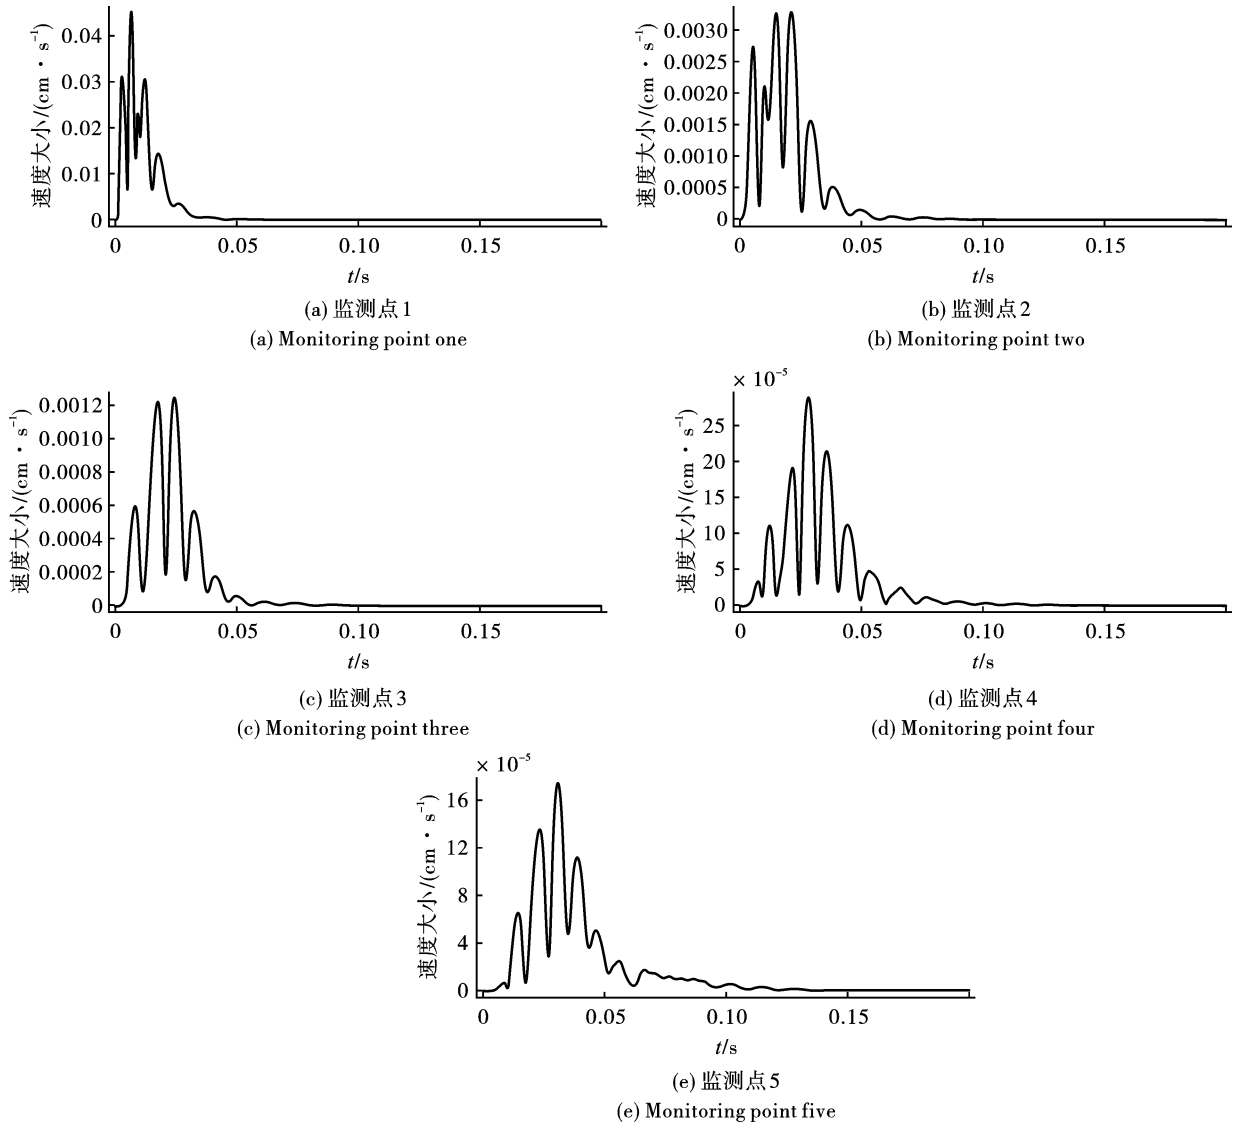 速度大小/(cm·s⁻¹)
0.04
0.03
0.02
0.01
0
0 0.05 0.10 0.15
t/s
(a) 监测点1
(a) Monitoring point one
速度大小/(cm·s⁻¹)
0.0030
0.0025
0.0020
0.0015
0.0010
0.0005
0
0 0.05 0.10 0.15
t/s
(b) 监测点2
(b) Monitoring point two
速度大小/(cm·s⁻¹)
0.0012
0.0010
0.0008
0.0006
0.0004
0.0002
0
0 0.05 0.10 0.15
t/s
(c) 监测点3
(c) Monitoring point three
× 10⁻⁵
速度大小/(cm·s⁻¹)
25
20
15
10
5
0
0 0.05 0.10 0.15
t/s
(d) 监测点4
(d) Monitoring point four
× 10⁻⁵
速度大小/(cm·s⁻¹)
16
12
8
4
0
0 0.05 0.10 0.15
t/s
(e) 监测点5
(e) Monitoring point five